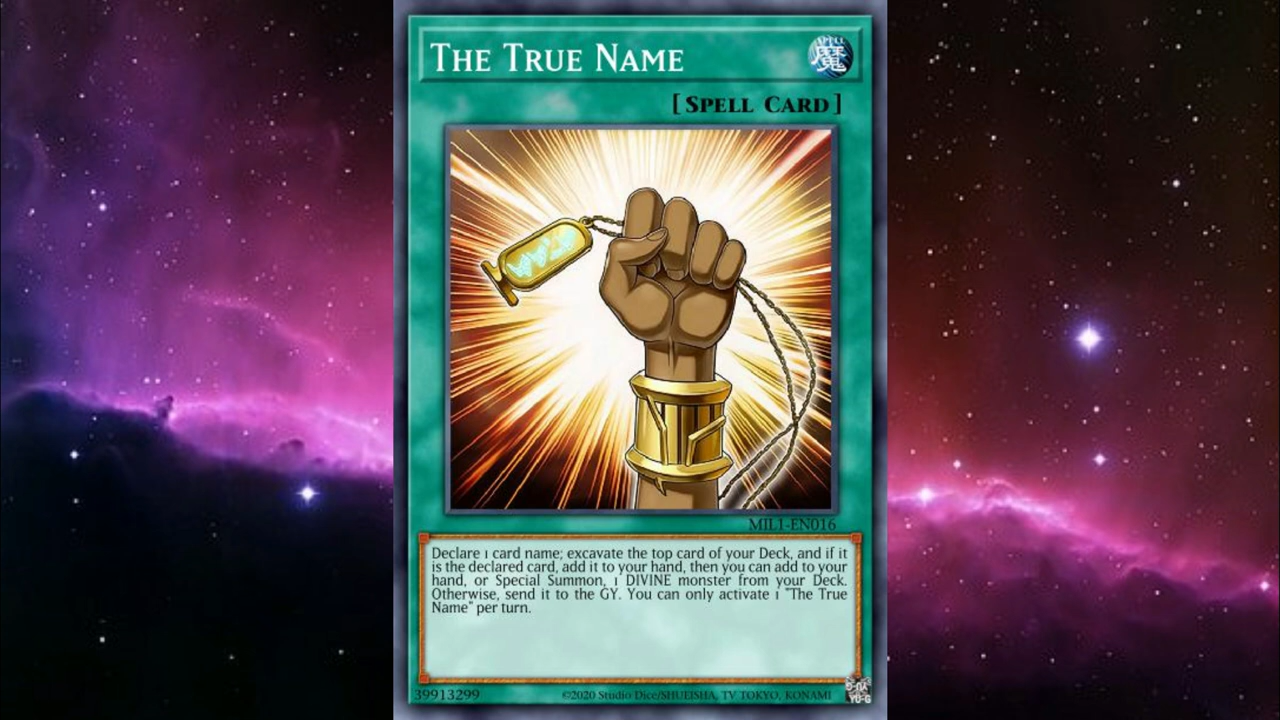 THE TRUE NAME
SPELL
魔
[SPELL CARD]
MIL1-EN016
Declare 1 card name; excavate the top card of your Deck, and if it
is the declared card, add it to your hand, then you can add to your
hand, or Special Summon, 1 DIVINE monster from your Deck.
Otherwise, send it to the GY. You can only activate 1 "The True
Name" per turn.
39913299
©2020 Studio Dice/SHUEISHA, TV TOKYO, KONAMI